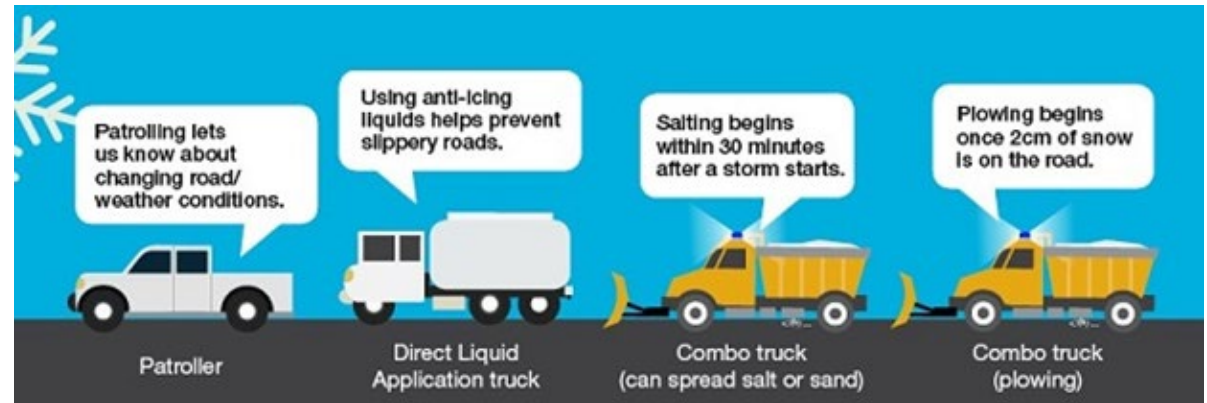 Patrolling lets
us know about
changing road/
weather conditions.
Using anti-icing
liquids helps prevent
slippery roads.
Salting begins
within 30 minutes
after a storm starts.
Plowing begins
once 2cm of snow
is on the road.
Patroller
Direct Liquid
Application truck
Combo truck
(can spread salt or sand)
Combo truck
(plowing)